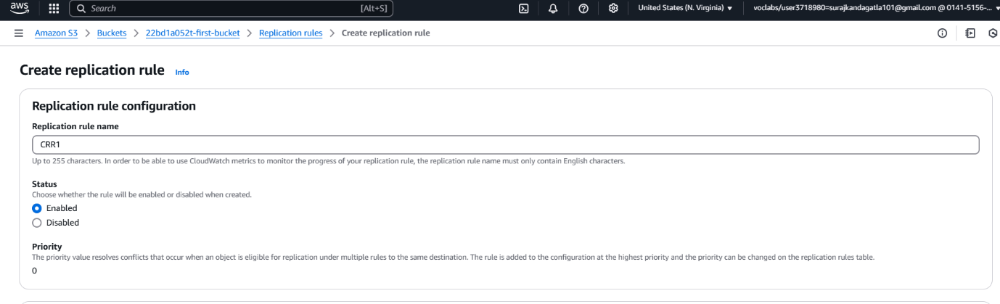 aws
Search [Alt+S] United States (N. Virginia) voclabs/user3718980=surajkandagatla101@gmail.com @ 0141-5156-...
Amazon S3 > Buckets > 22bd1a052t-first-bucket > Replication rules > Create replication rule
Create replication rule Info
Replication rule configuration
Replication rule name
CRR1
Up to 255 characters. In order to be able to use CloudWatch metrics to monitor the progress of your replication rule, the replication rule name must only contain English characters.
Status
Choose whether the rule will be enabled or disabled when created.
Enabled
Disabled
Priority
The priority value resolves conflicts that occur when an object is eligible for replication under multiple rules to the same destination. The rule is added to the configuration at the highest priority and the priority can be changed on the replication rules table.
0